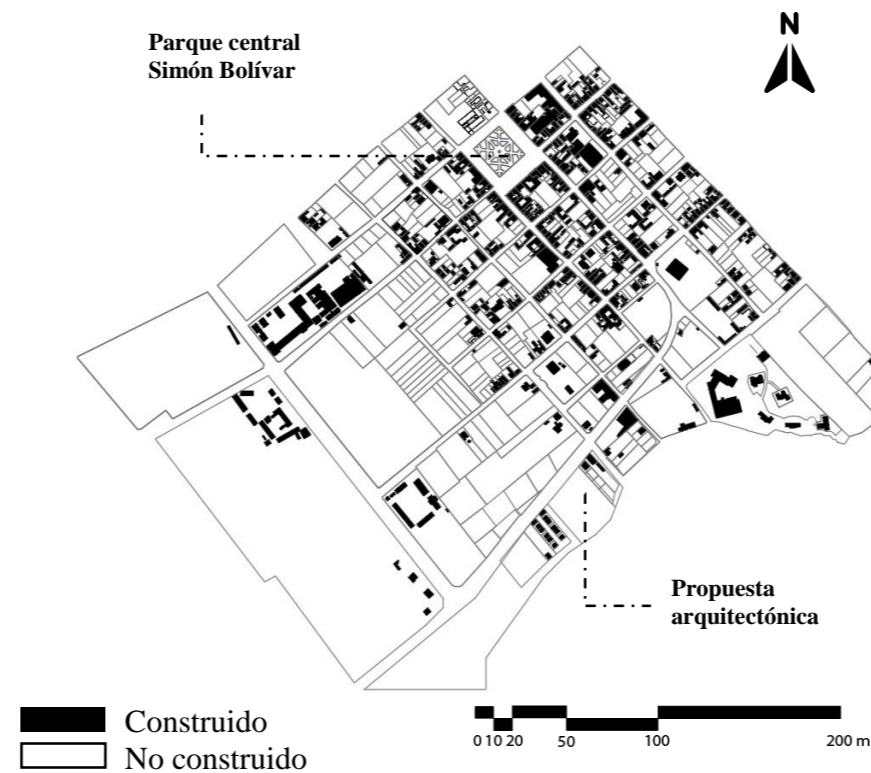 Parque central
Simón Bolívar
N
Propuesta
arquitectónica
Construido
No construido
0 10 20 50 100 200 m